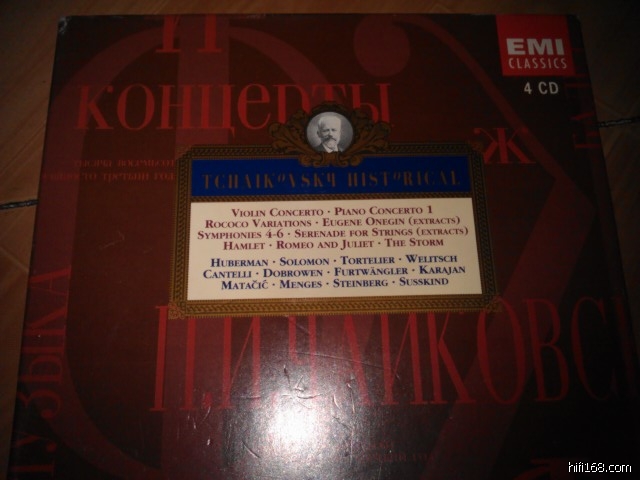 П
EMI
CLASSICS
4 CD
КОНЦЕРТЫ
Ж
TCHAIKOVSKY HISTORICAL
VIOLIN CONCERTO · PIANO CONCERTO 1
ROCOCO VARIATIONS · EUGENE ONEGIN (EXTRACTS)
SYMPHONIES 4-6 · SERENADE FOR STRINGS (EXTRACTS)
HAMLET · ROMEO AND JULIET · THE STORM
HUBERMAN · SOLOMON · TORTELIER · WELITSCH
CANTELLI · DOBROWEN · FURTWÄNGLER · KARAJAN
MATAČIĆ · MENGES · STEINBERG · SUSSKIND
П.И.ЧАЙКОВС
МУЗЫКА
hifi168.com